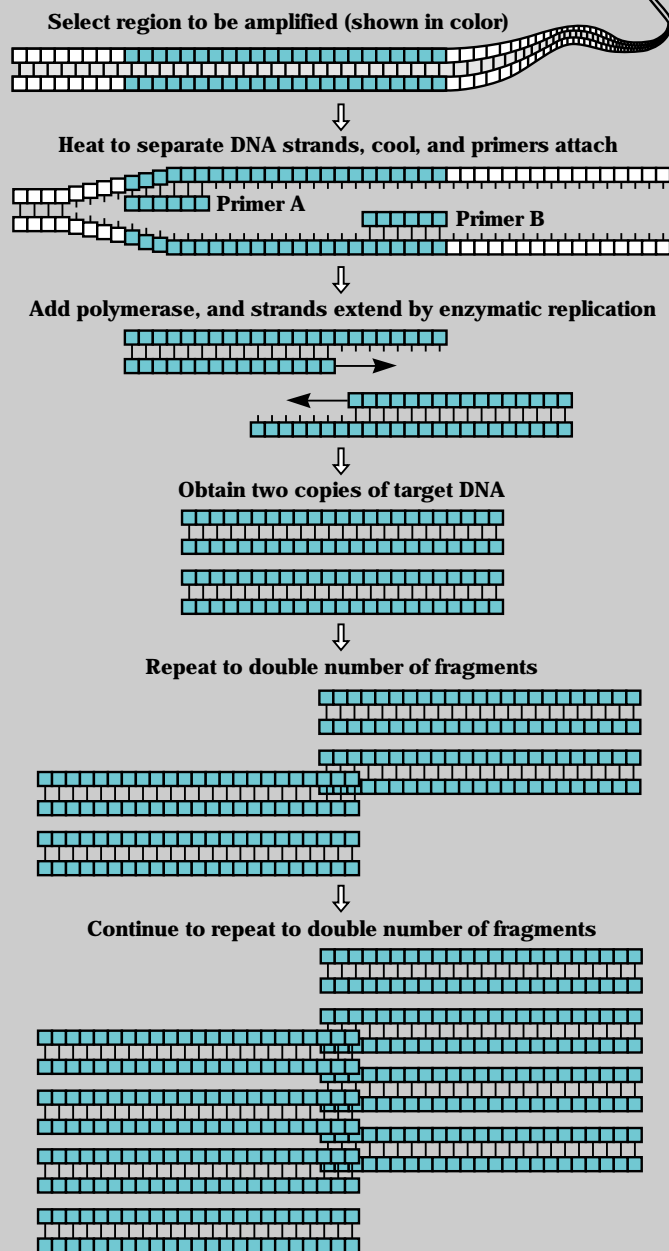 Select region to be amplified (shown in color)
Heat to separate DNA strands, cool, and primers attach
Primer A
Primer B
Add polymerase, and strands extend by enzymatic replication
Obtain two copies of target DNA
Repeat to double number of fragments
Continue to repeat to double number of fragments